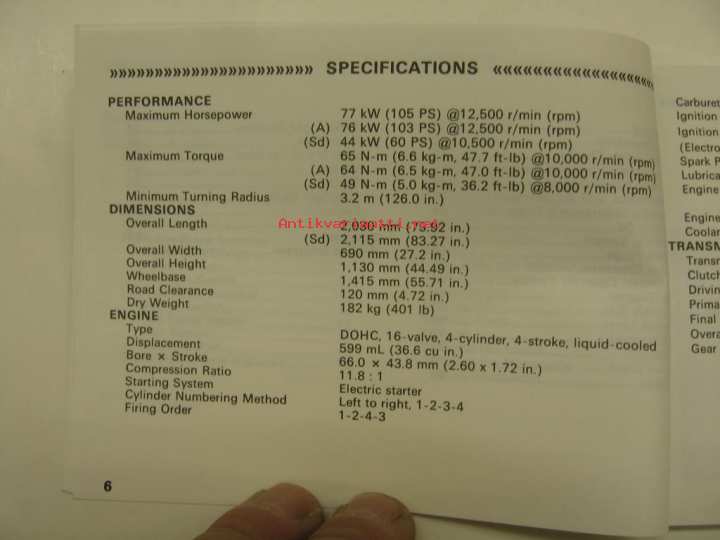 »»»»»»»»»»»»»»»»»»»»»» SPECIFICATIONS ««««««««««««««««««««
PERFORMANCE
Maximum Horsepower 77 kW (105 PS) @12,500 r/min (rpm)
(A) 76 kW (103 PS) @12,500 r/min (rpm)
(Sd) 44 kW (60 PS) @10,500 r/min (rpm)
Maximum Torque 65 N-m (6.6 kg-m, 47.7 ft-lb) @10,000 r/min (rpm)
(A) 64 N-m (6.5 kg-m, 47.0 ft-lb) @10,000 r/min (rpm)
(Sd) 49 N-m (5.0 kg-m, 36.2 ft-lb) @8,000 r/min (rpm)
Minimum Turning Radius 3.2 m (126.0 in.)
DIMENSIONS
Overall Length 2,030 mm (79.92 in.)
Antikvariaatti.net
(Sd) 2,115 mm (83.27 in.)
Overall Width 690 mm (27.2 in.)
Overall Height 1,130 mm (44.49 in.)
Wheelbase 1,415 mm (55.71 in.)
Road Clearance 120 mm (4.72 in.)
Dry Weight 182 kg (401 lb)
ENGINE
Type DOHC, 16-valve, 4-cylinder, 4-stroke, liquid-cooled
Displacement 599 mL (36.6 cu in.)
Bore × Stroke 66.0 × 43.8 mm (2.60 x 1.72 in.)
Compression Ratio 11.8 : 1
Starting System Electric starter
Cylinder Numbering Method Left to right, 1-2-3-4
Firing Order 1-2-4-3
6
Carburet
Ignition
Ignition
(Electro
Spark P
Lubrica
Engine
Engine
Coolar
TRANSM
Transm
Clutch
Drivin
Prima
Final
Overa
Gear